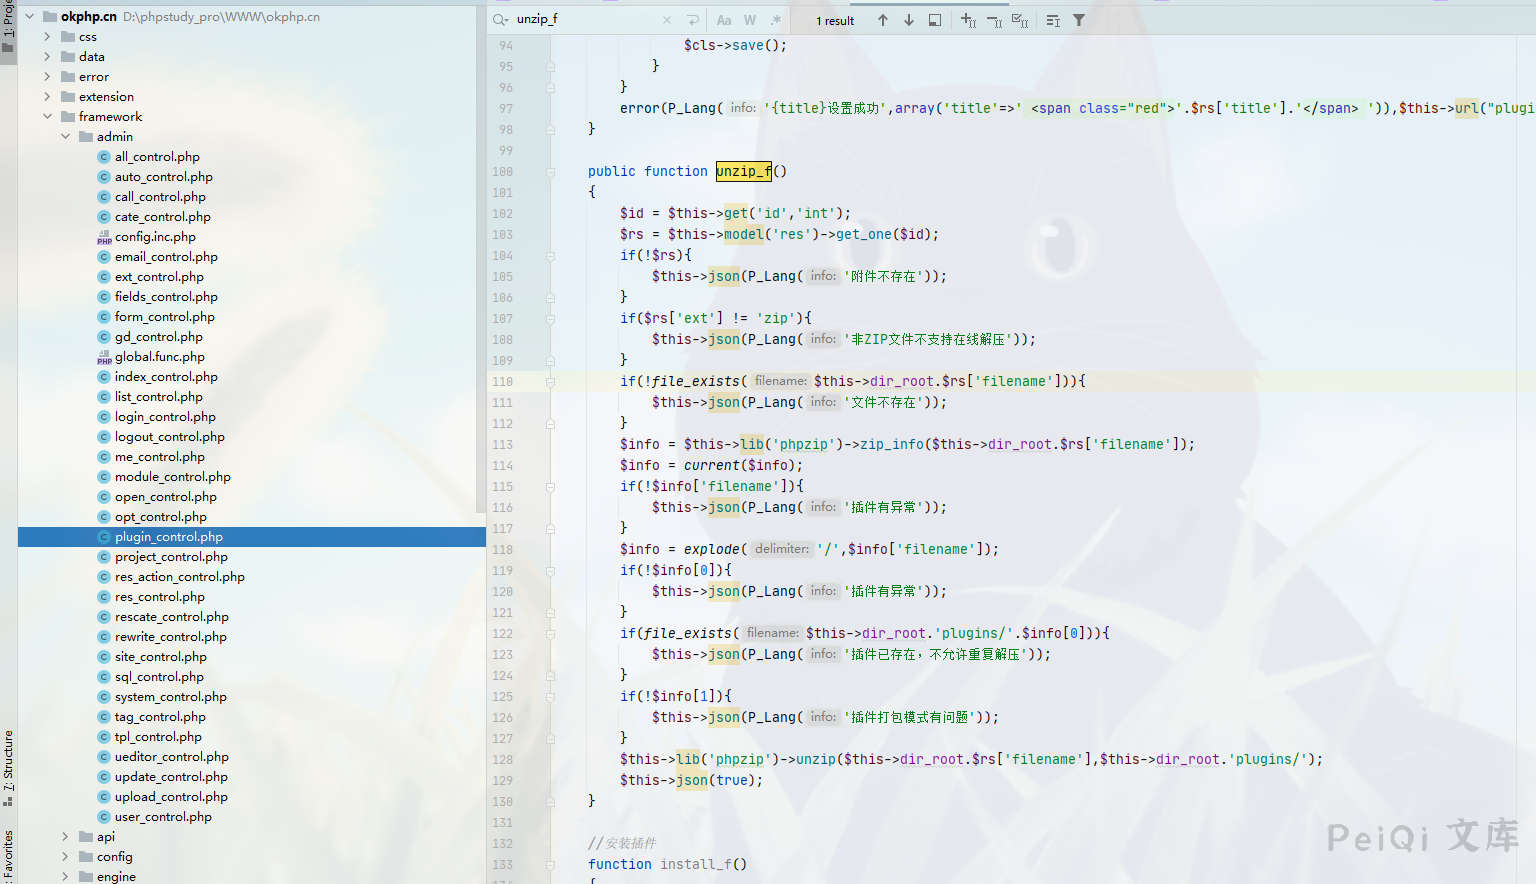 1: Proje
okphp.cn D:\phpstudy_pro\WWW\okphp.cn
css
data
error
extension
framework
admin
all_control.php
auto_control.php
call_control.php
cate_control.php
config.inc.php
email_control.php
ext_control.php
fields_control.php
form_control.php
gd_control.php
global.func.php
index_control.php
list_control.php
login_control.php
logout_control.php
me_control.php
module_control.php
open_control.php
opt_control.php
plugin_control.php
project_control.php
res_action_control.php
res_control.php
rescate_control.php
rewrite_control.php
site_control.php
sql_control.php
system_control.php
tag_control.php
tpl_control.php
ueditor_control.php
update_control.php
upload_control.php
user_control.php
api
config
engine
Z: Structure
: Favorites
unzip_f Aa W .* 1 result
94 $cls->save();
95 }
96 }
97 error(P_Lang( info: '{title}设置成功',array('title'=>' <span class="red">'.$rs['title'].'</span> ')),$this->url("plugi
98 }
99
100 public function unzip_f()
101 {
102 $id = $this->get('id','int');
103 $rs = $this->model('res')->get_one($id);
104 if(!$rs){
105 $this->json(P_Lang( info: '附件不存在'));
106 }
107 if($rs['ext'] != 'zip'){
108 $this->json(P_Lang( info: '非ZIP文件不支持在线解压'));
109 }
110 if(!file_exists( filename: $this->dir_root.$rs['filename'])){
111 $this->json(P_Lang( info: '文件不存在'));
112 }
113 $info = $this->lib('phpzip')->zip_info($this->dir_root.$rs['filename']);
114 $info = current($info);
115 if(!$info['filename']){
116 $this->json(P_Lang( info: '插件有异常'));
117 }
118 $info = explode( delimiter: '/',$info['filename']);
119 if(!$info[0]){
120 $this->json(P_Lang( info: '插件有异常'));
121 }
122 if(file_exists( filename: $this->dir_root.'plugins/'.$info[0])){
123 $this->json(P_Lang( info: '插件已存在，不允许重复解压'));
124 }
125 if(!$info[1]){
126 $this->json(P_Lang( info: '插件打包模式有问题'));
127 }
128 $this->lib('phpzip')->unzip($this->dir_root.$rs['filename'],$this->dir_root.'plugins/');
129 $this->json(true);
130 }
131
132 //安装插件
133 function install_f()
{
PeiQi 文库